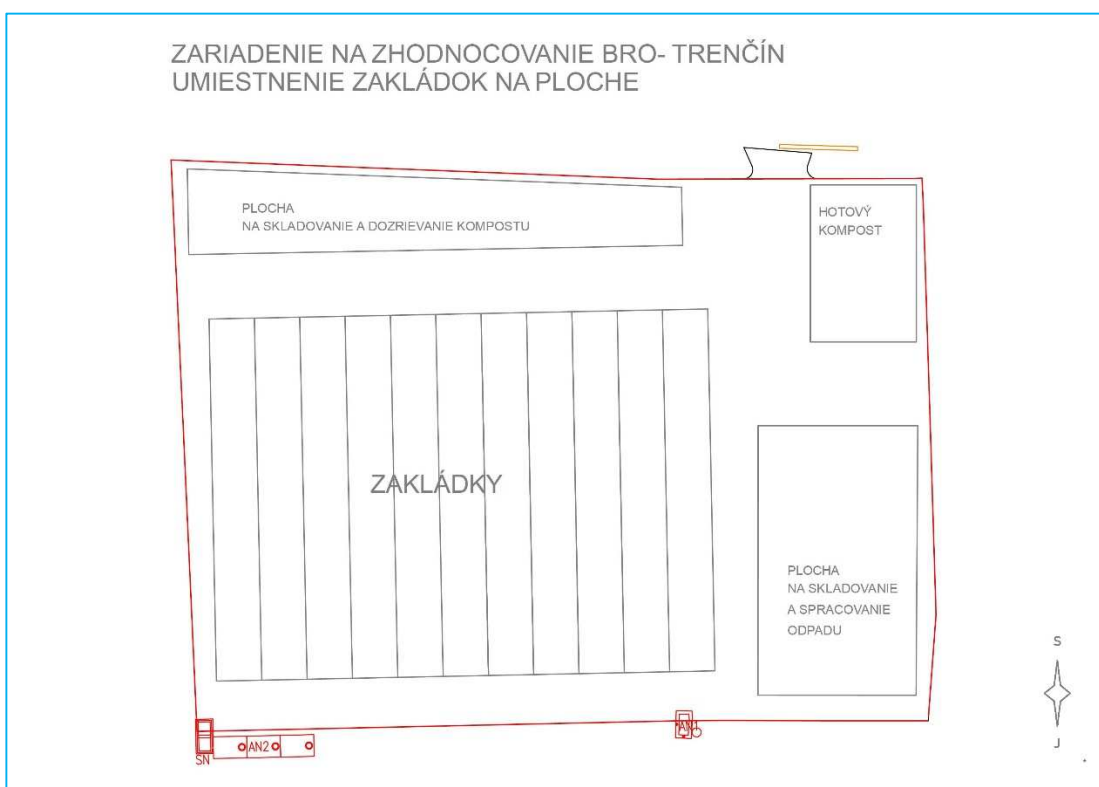 ZARIADENIE NA ZHODNOCOVANIE BRO- TRENČÍN
UMIESTNENIE ZAKLÁDOK NA PLOCHE
PLOCHA
NA SKLADOVANIE A DOZRIEVANIE KOMPOSTU
HOTOVÝ
KOMPOST
ZAKLÁDKY
PLOCHA
NA SKLADOVANIE
A SPRACOVANIE
ODPADU
S
J
AN1
AN2
SN